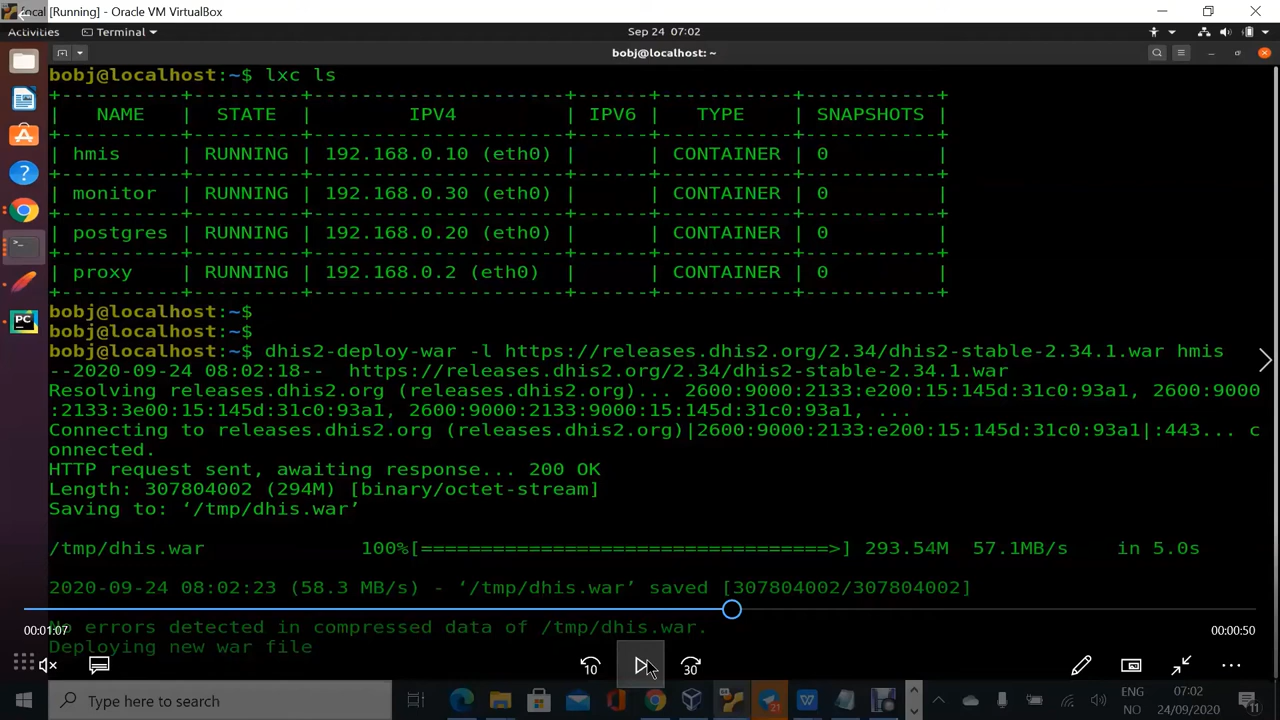 ocal [Running] - Oracle VM VirtualBox
Activities Terminal Sep 24 07:02
bobj@localhost: ~
bobj@localhost:~$ lxc ls
+----------+---------+---------------------+------+-----------+-----------+
| NAME | STATE | IPV4 | IPV6 | TYPE | SNAPSHOTS |
+----------+---------+---------------------+------+-----------+-----------+
| hmis | RUNNING | 192.168.0.10 (eth0) | | CONTAINER | 0 |
+----------+---------+---------------------+------+-----------+-----------+
| monitor | RUNNING | 192.168.0.30 (eth0) | | CONTAINER | 0 |
+----------+---------+---------------------+------+-----------+-----------+
| postgres | RUNNING | 192.168.0.20 (eth0) | | CONTAINER | 0 |
+----------+---------+---------------------+------+-----------+-----------+
| proxy | RUNNING | 192.168.0.2 (eth0) | | CONTAINER | 0 |
+----------+---------+---------------------+------+-----------+-----------+
bobj@localhost:~$
bobj@localhost:~$
bobj@localhost:~$ dhis2-deploy-war -l https://releases.dhis2.org/2.34/dhis2-stable-2.34.1.war hmis
--2020-09-24 08:02:18-- https://releases.dhis2.org/2.34/dhis2-stable-2.34.1.war
Resolving releases.dhis2.org (releases.dhis2.org)... 2600:9000:2133:e200:15:145d:31c0:93a1, 2600:9000
:2133:3e00:15:145d:31c0:93a1, 2600:9000:2133:9000:15:145d:31c0:93a1, ...
Connecting to releases.dhis2.org (releases.dhis2.org)|2600:9000:2133:e200:15:145d:31c0:93a1|:443... c
onnected.
HTTP request sent, awaiting response... 200 OK
Length: 307804002 (294M) [binary/octet-stream]
Saving to: ‘/tmp/dhis.war’
/tmp/dhis.war 100%[==================================>] 293.54M 57.1MB/s in 5.0s
2020-09-24 08:02:23 (58.3 MB/s) - ‘/tmp/dhis.war’ saved [307804002/307804002]
No errors detected in compressed data of /tmp/dhis.war.
00:01:07 00:00:50
Deploying new war file
10 30
Type here to search
21 ENG 07:02
NO 24/09/2020 11
PC